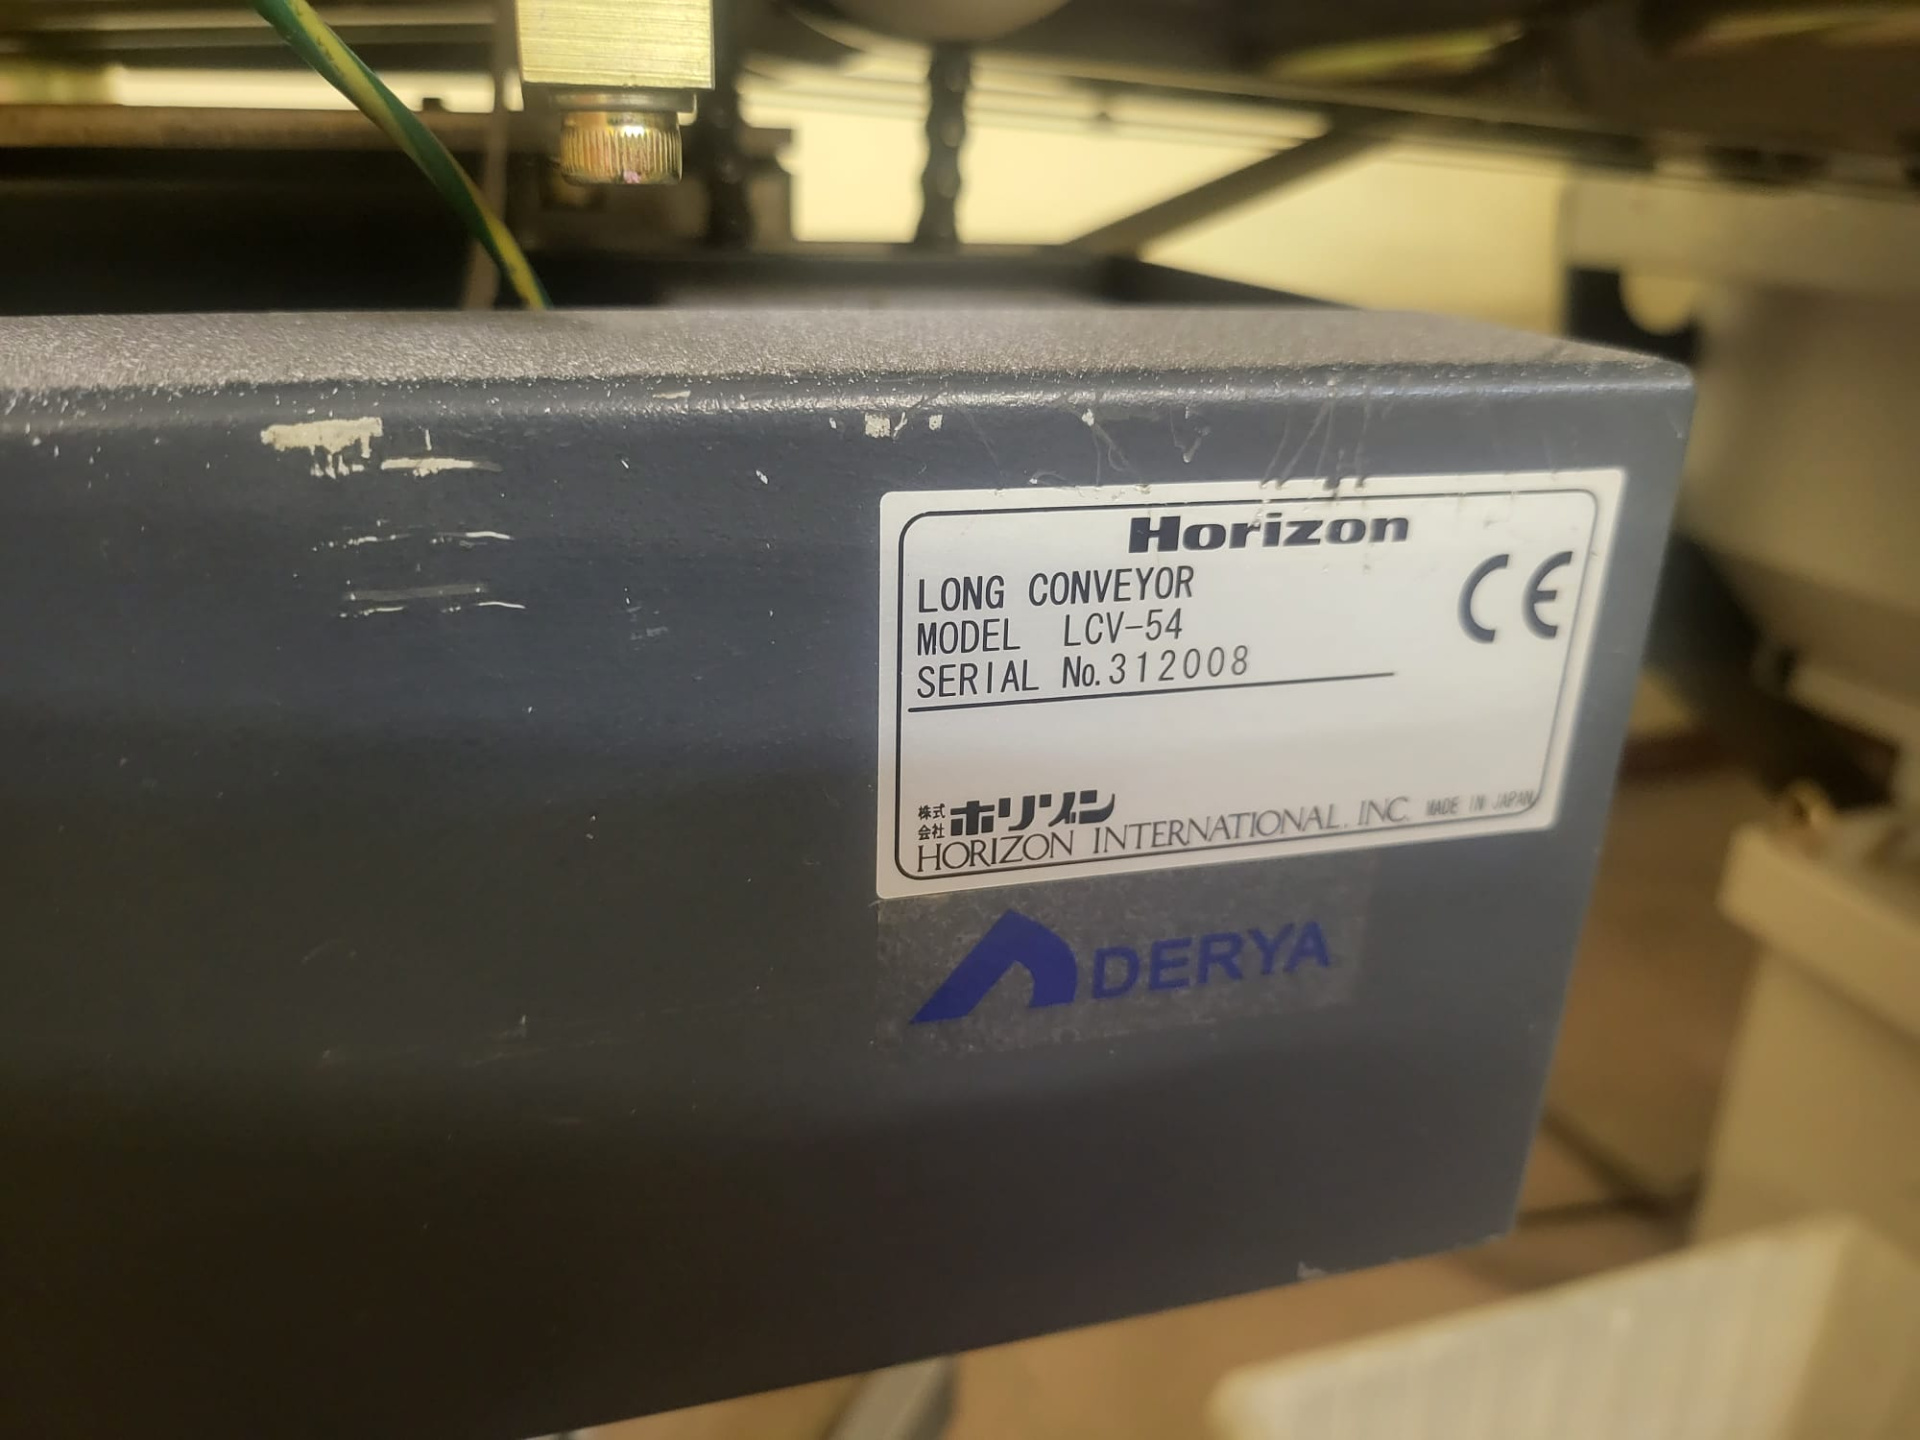 Horizon
LONG CONVEYOR
MODEL LCV-54
SERIAL No. 312008
CE
株式会社 ホリゾン
HORIZON INTERNATIONAL, INC. MADE IN JAPAN
DERYA